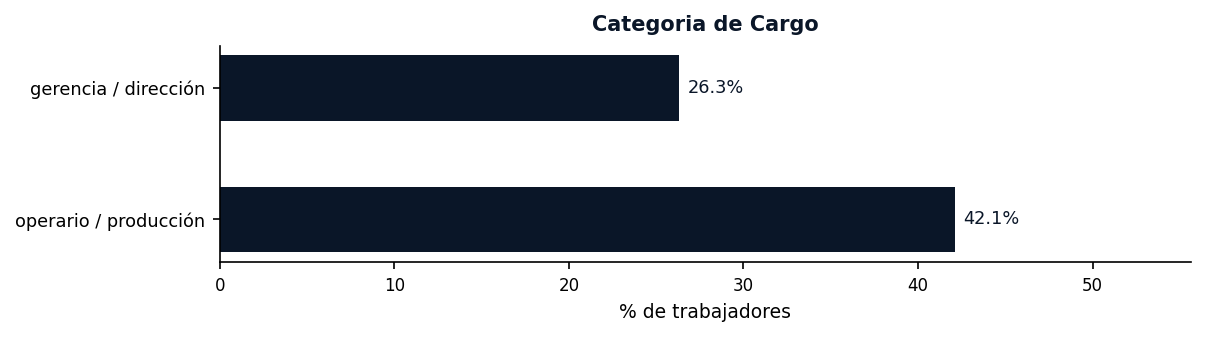 Categoria de Cargo
gerencia / dirección
26.3%
operario / producción
42.1%
0 10 20 30 40 50
% de trabajadores